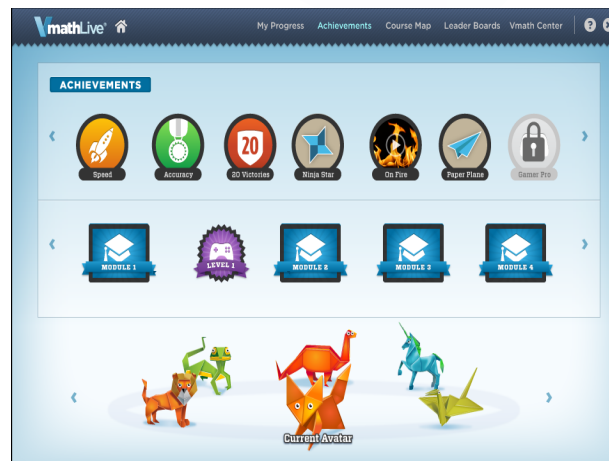 VmathLive®
My Progress Achievements Course Map Leader Boards Vmath Center ?
ACHIEVEMENTS
Speed Accuracy 20 20 Victories Ninja Star On Fire Paper Plane Gamer Pro
MODULE 1 LEVEL 1 MODULE 2 MODULE 3 MODULE 4
Current Avatar